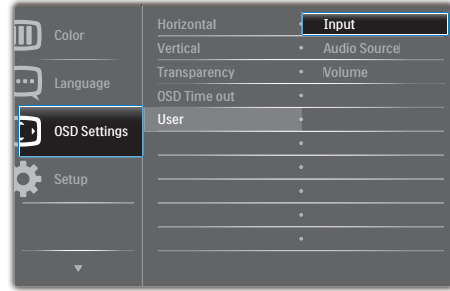 Color
Language
OSD Settings
Setup
Horizontal
Vertical
Transparency
OSD Time out
User
Input
Audio Source
Volume